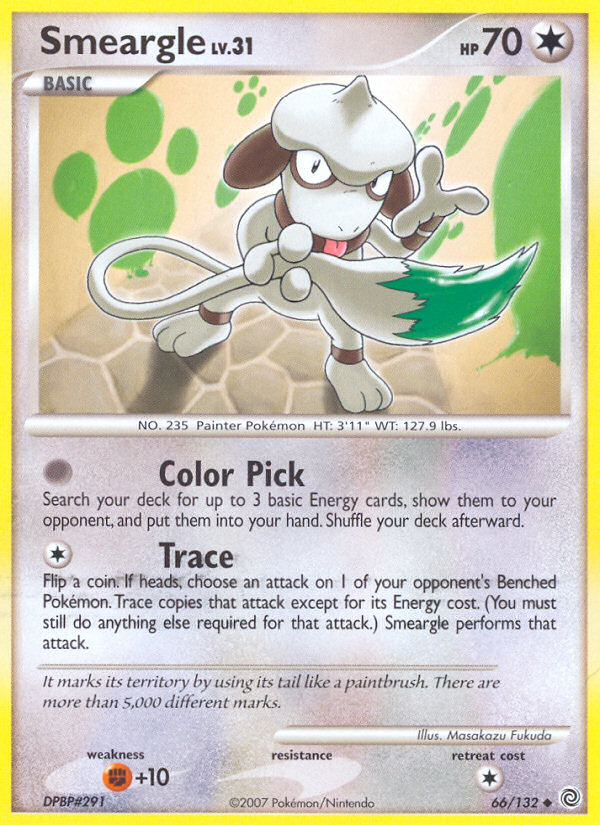 Smeargle LV.31 HP 70
BASIC
NO. 235 Painter Pokémon HT: 3'11" WT: 127.9 lbs.
Color Pick
Search your deck for up to 3 basic Energy cards, show them to your
opponent, and put them into your hand. Shuffle your deck afterward.
Trace
Flip a coin. If heads, choose an attack on 1 of your opponent's Benched
Pokémon. Trace copies that attack except for its Energy cost. (You must
still do anything else required for that attack.) Smeargle performs that
attack.
It marks its territory by using its tail like a paintbrush. There are
more than 5,000 different marks.
Illus. Masakazu Fukuda
weakness resistance retreat cost
+10
DPBP#291 ©2007 Pokémon/Nintendo 66/132